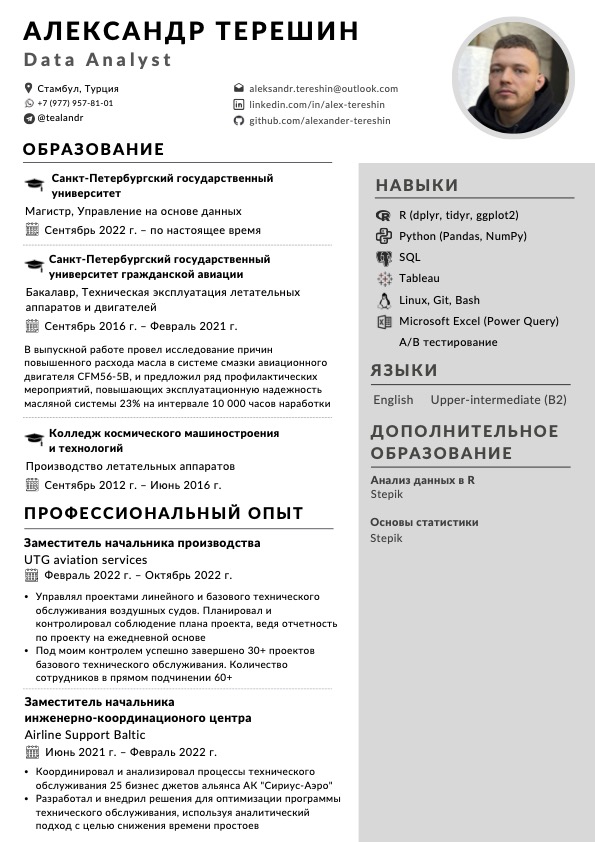 АЛЕКСАНДР ТЕРЕШИН
Data Analyst
Стамбул, Турция
+7 (977) 957-81-01
@tealandr
aleksandr.tereshin@outlook.com
linkedin.com/in/alex-tereshin
github.com/alexander-tereshin
ОБРАЗОВАНИЕ
Санкт-Петербургский государственный
университет
Магистр, Управление на основе данных
Сентябрь 2022 г. – по настоящее время
Санкт-Петербургский государственный
университет гражданской авиации
Бакалавр, Техническая эксплуатация летательных
аппаратов и двигателей
Сентябрь 2016 г. – Февраль 2021 г.
В выпускной работе провел исследование причин
повышенного расхода масла в системе смазки авиационного
двигателя CFM56-5B, и предложил ряд профилактических
мероприятий, повышающих эксплуатационную надежность
масляной системы 23% на интервале 10 000 часов наработки
Колледж космического машиностроения
и технологий
Производство летательных аппаратов
Сентябрь 2012 – Июнь 2016 г.
ПРОФЕССИОНАЛЬНЫЙ ОПЫТ
Заместитель начальника производства
UTG aviation services
Февраль 2022 г. – Октябрь 2022 г.
• Управлял проектами линейного и базового технического
обслуживания воздушных судов. Планировал и
контролировал соблюдение плана проекта, ведя отчетность
по проекту на ежедневной основе
• Под моим контролем успешно завершено 30+ проектов
базового технического обслуживания. Количество
сотрудников в прямом подчинении 60+
Заместитель начальника
инженерно-координационого центра
Airline Support Baltic
Июнь 2021 г. – Февраль 2022 г.
• Координировал и анализировал процессы технического
обслуживания 25 бизнес джетов альянса АК "Сириус-Аэро"
• Разработал и внедрил решения для оптимизации программы
технического обслуживания, используя аналитический
подход с целью снижения времени простоев
НАВЫКИ
R (dplyr, tidyr, ggplot2)
Python (Pandas, NumPy)
SQL
Tableau
Linux, Git, Bash
Microsoft Excel (Power Query)
A/B тестирование
ЯЗЫКИ
English Upper-intermediate (B2)
ДОПОЛНИТЕЛЬНОЕ
ОБРАЗОВАНИЕ
Анализ данных в R
Stepik
Основы статистики
Stepik